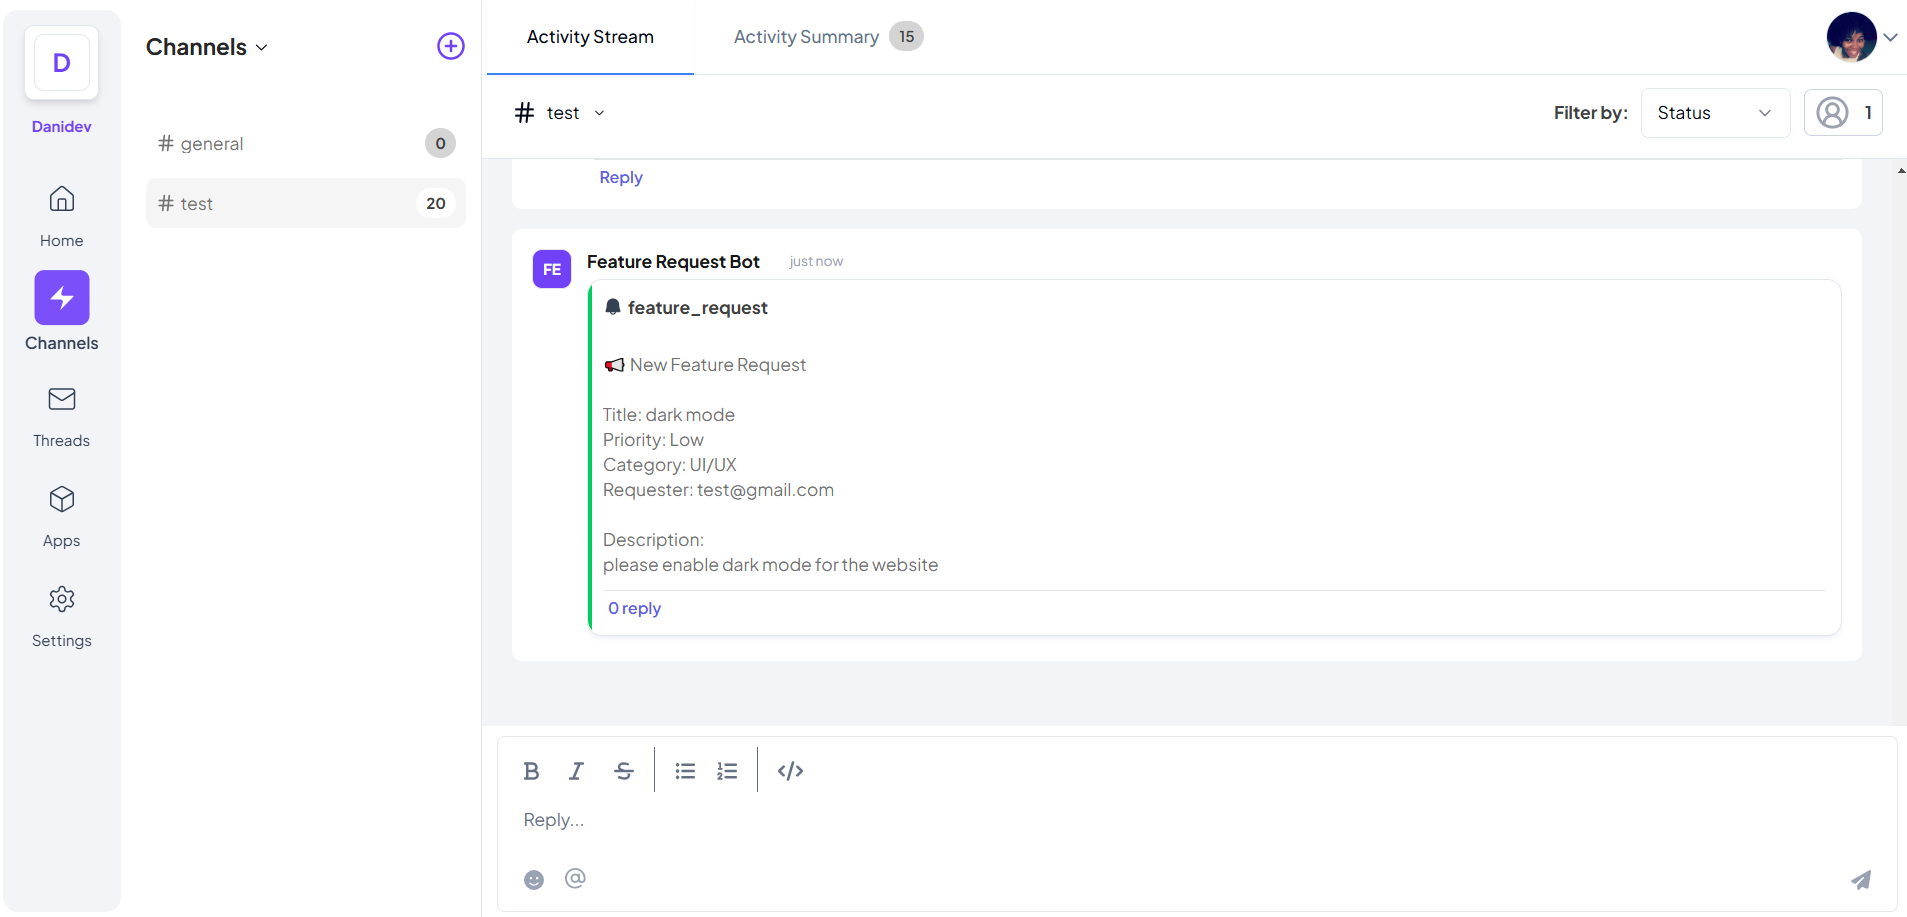 D
Danidev
Home
Channels
Threads
Apps
Settings
Channels
# general 0
# test 20
Activity Stream
Activity Summary 15
# test
Filter by: Status 1
Reply
FE
Feature Request Bot just now
feature_request
New Feature Request
Title: dark mode
Priority: Low
Category: UI/UX
Requester: test@gmail.com
Description:
please enable dark mode for the website
0 reply
Reply...